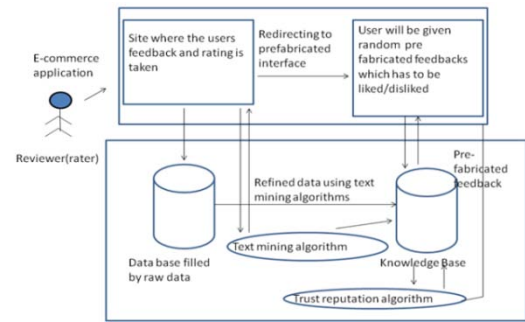 E-commerce
application
Reviewer(rater)
Site where the users
feedback and rating is
taken
Redirecting to
prefabricated
interface
User will be given
random pre
fabricated feedbacks
which has to be
liked/disliked
Pre-
fabricated
feedback
Refined data using text
mining algorithms
Text mining algorithm
Data base filled
by raw data
Knowledge Base
Trust reputation algorithm